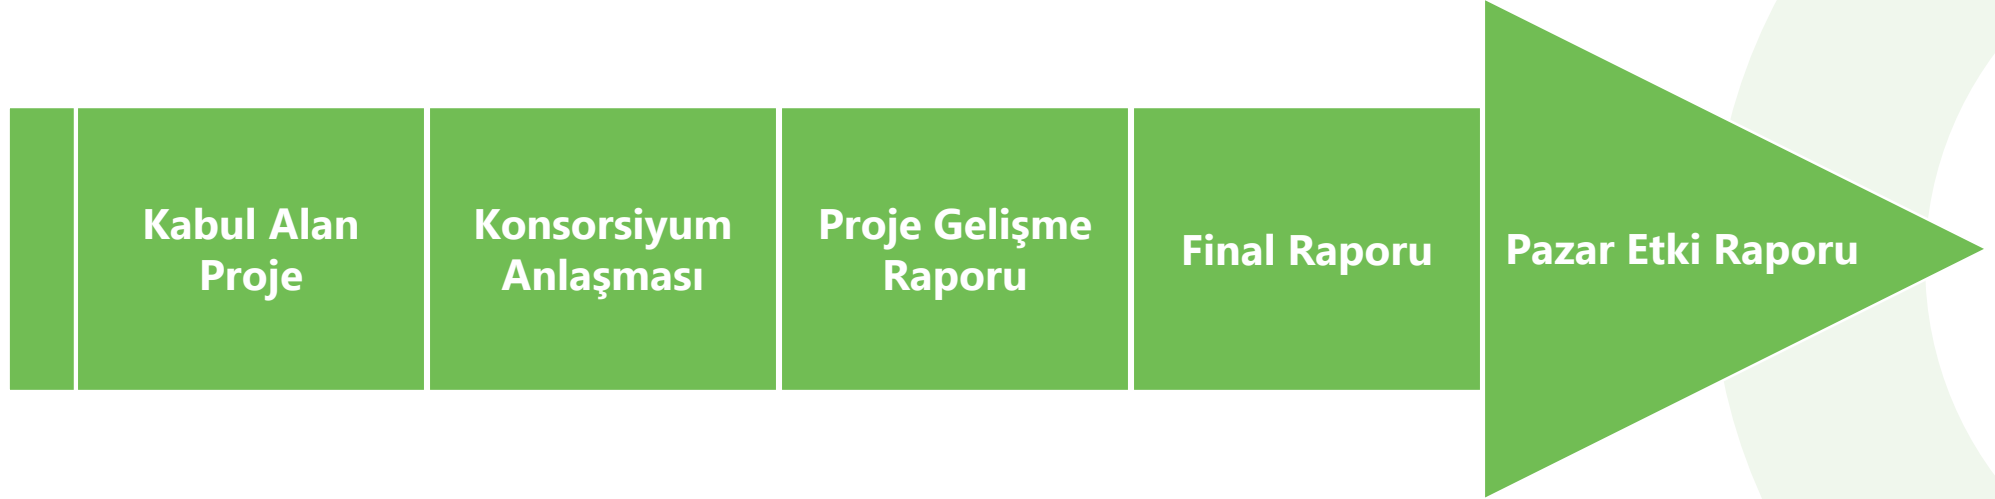 Kabul Alan
Proje
Konsorsiyum
Anlaşması
Proje Gelişme
Raporu
Final Raporu
Pazar Etki Raporu